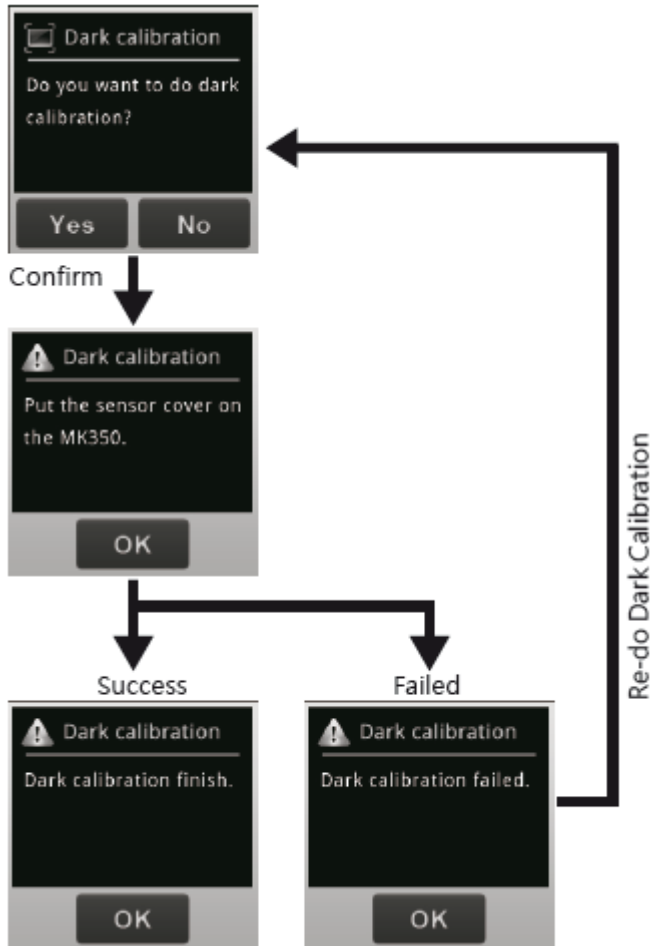 Dark calibration
Do you want to do dark
calibration?
Yes No
Confirm
Dark calibration
Put the sensor cover on
the MK350.
OK
Re-do Dark Calibration
Success
Failed
Dark calibration
Dark calibration finish.
OK
Dark calibration
Dark calibration failed.
OK